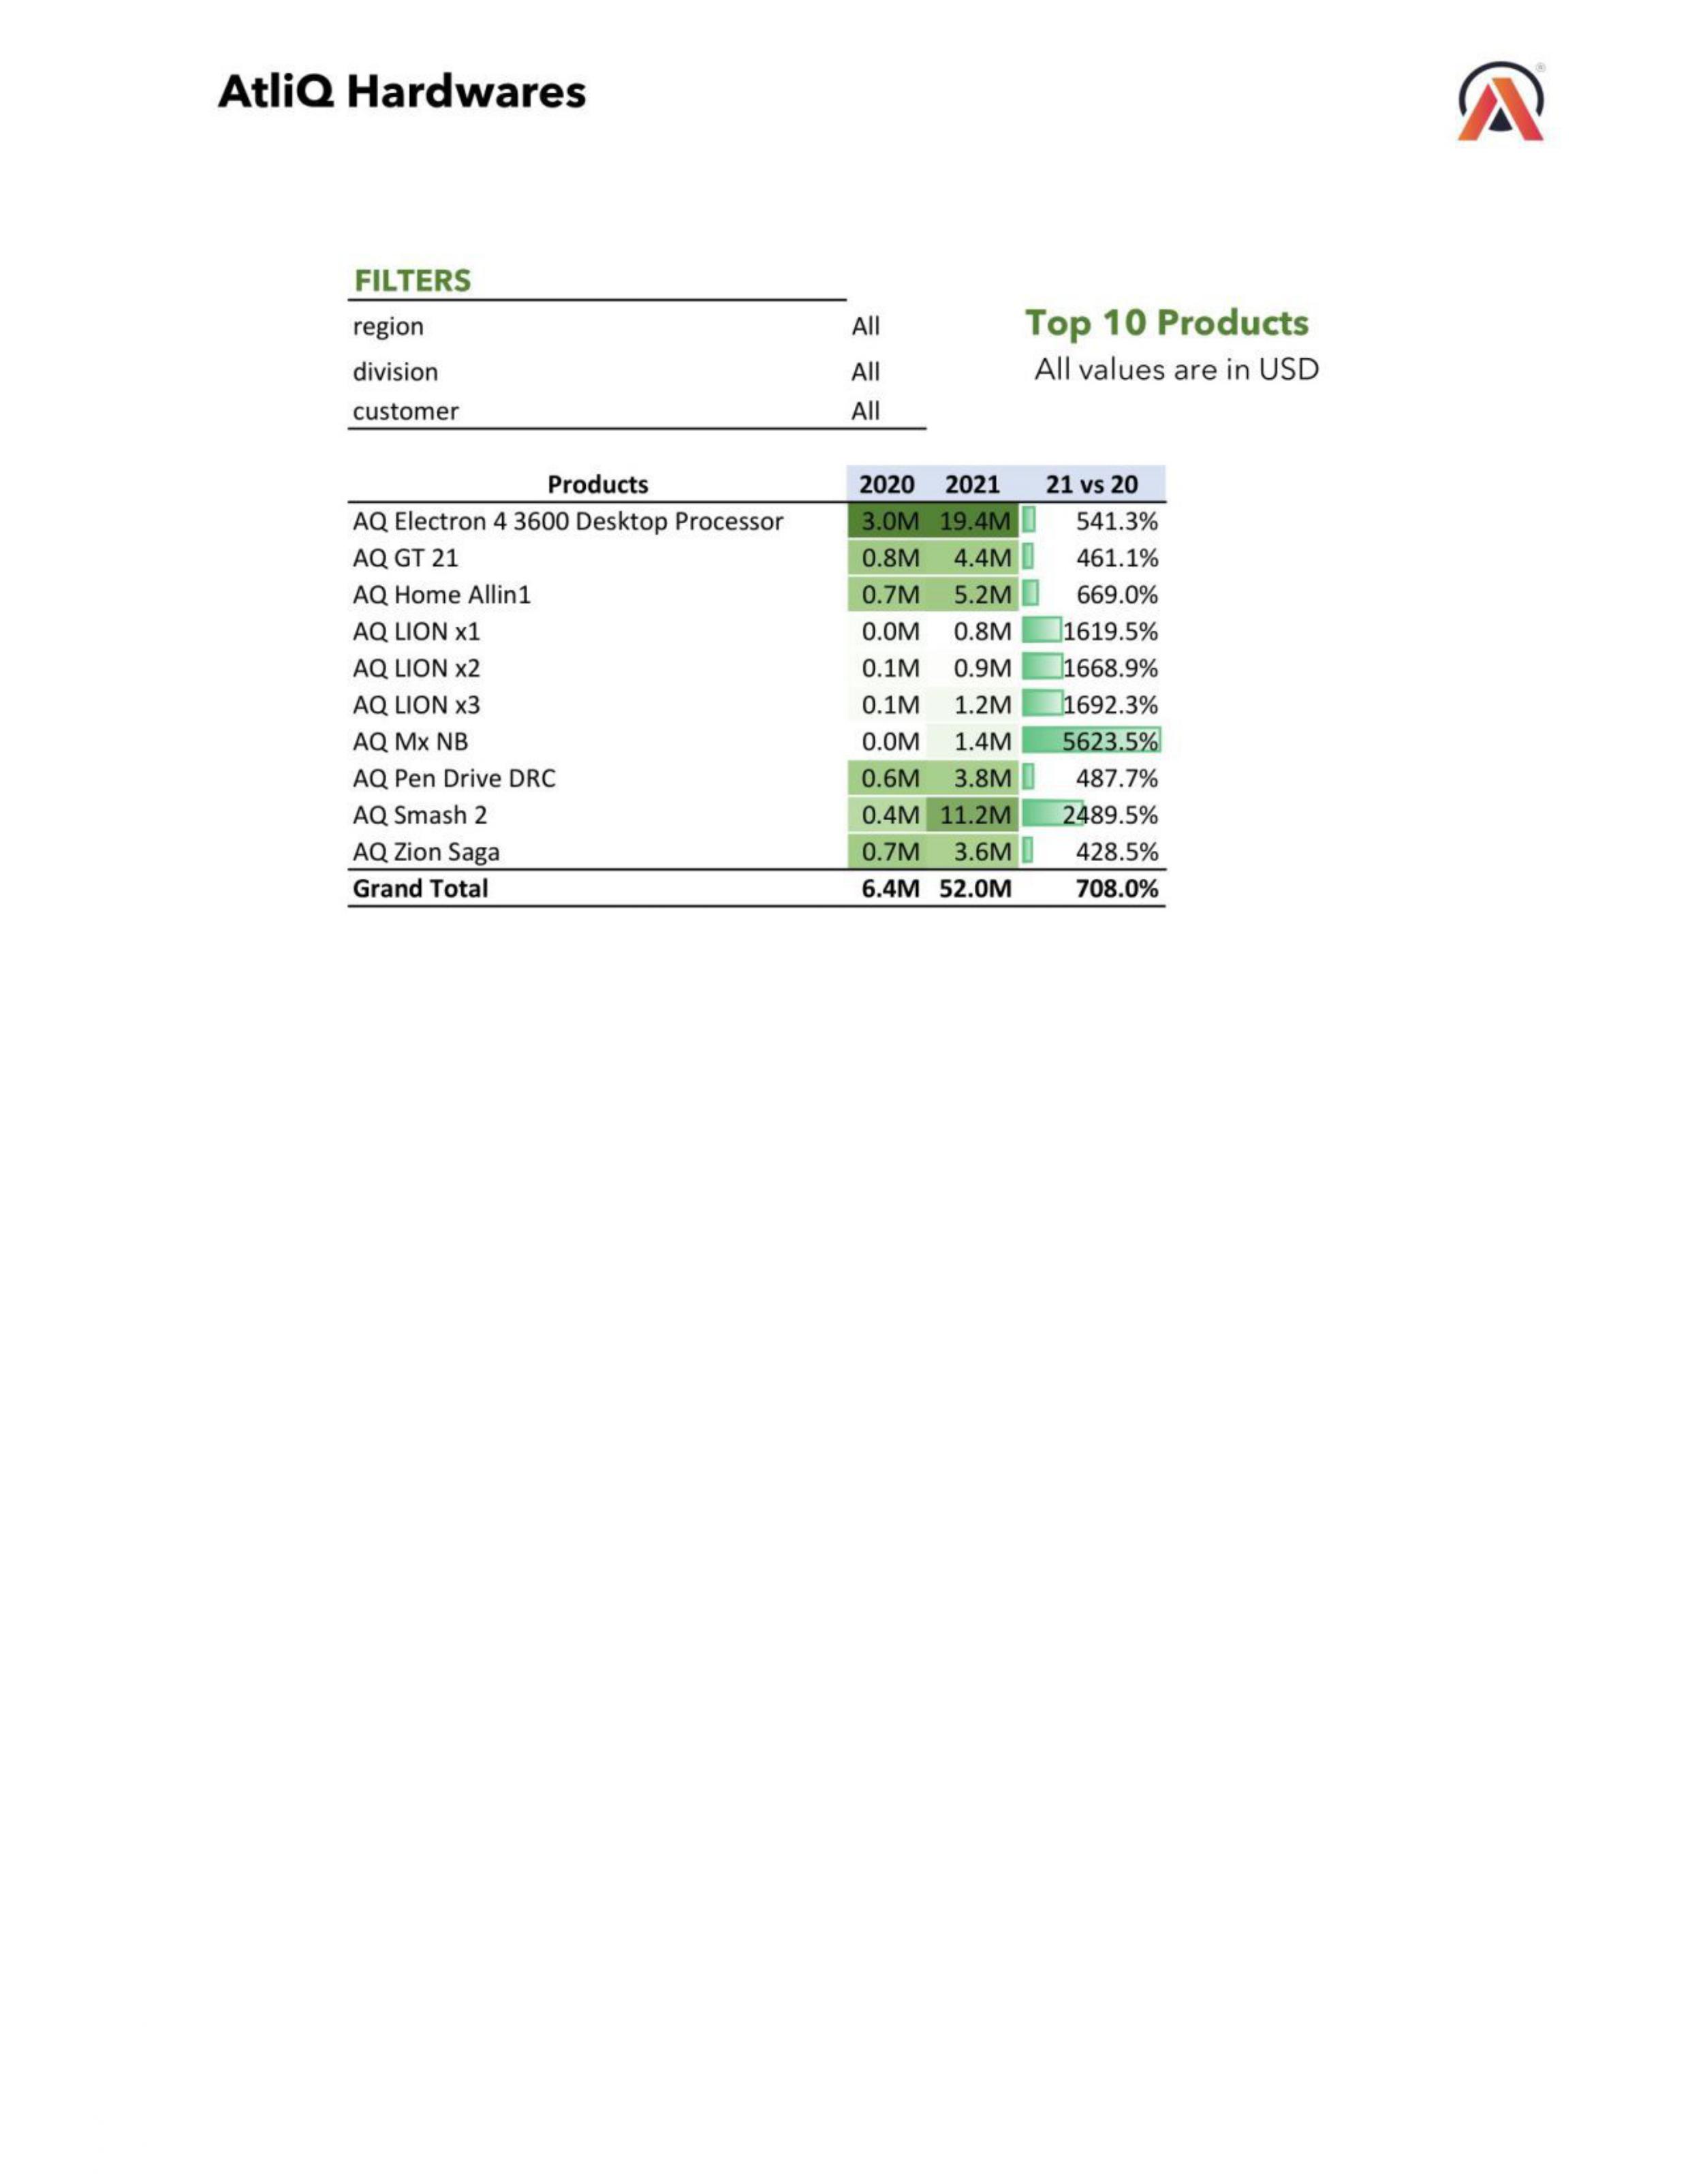 AtliQ Hardwares
®
FILTERS
region All
division All
customer All
Top 10 Products
All values are in USD
Products 2020 2021 21 vs 20
AQ Electron 4 3600 Desktop Processor 3.0M 19.4M 541.3%
AQ GT 21 0.8M 4.4M 461.1%
AQ Home Allin1 0.7M 5.2M 669.0%
AQ LION x1 0.0M 0.8M 1619.5%
AQ LION x2 0.1M 0.9M 1668.9%
AQ LION x3 0.1M 1.2M 1692.3%
AQ Mx NB 0.0M 1.4M 5623.5%
AQ Pen Drive DRC 0.6M 3.8M 487.7%
AQ Smash 2 0.4M 11.2M 2489.5%
AQ Zion Saga 0.7M 3.6M 428.5%
Grand Total 6.4M 52.0M 708.0%